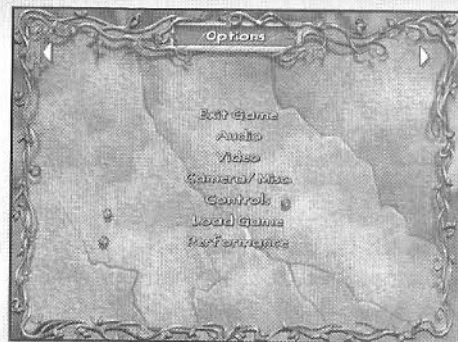 Options
Exit Game
Audio
Video
Camera/ Misc
Controls
Load Game
Performance